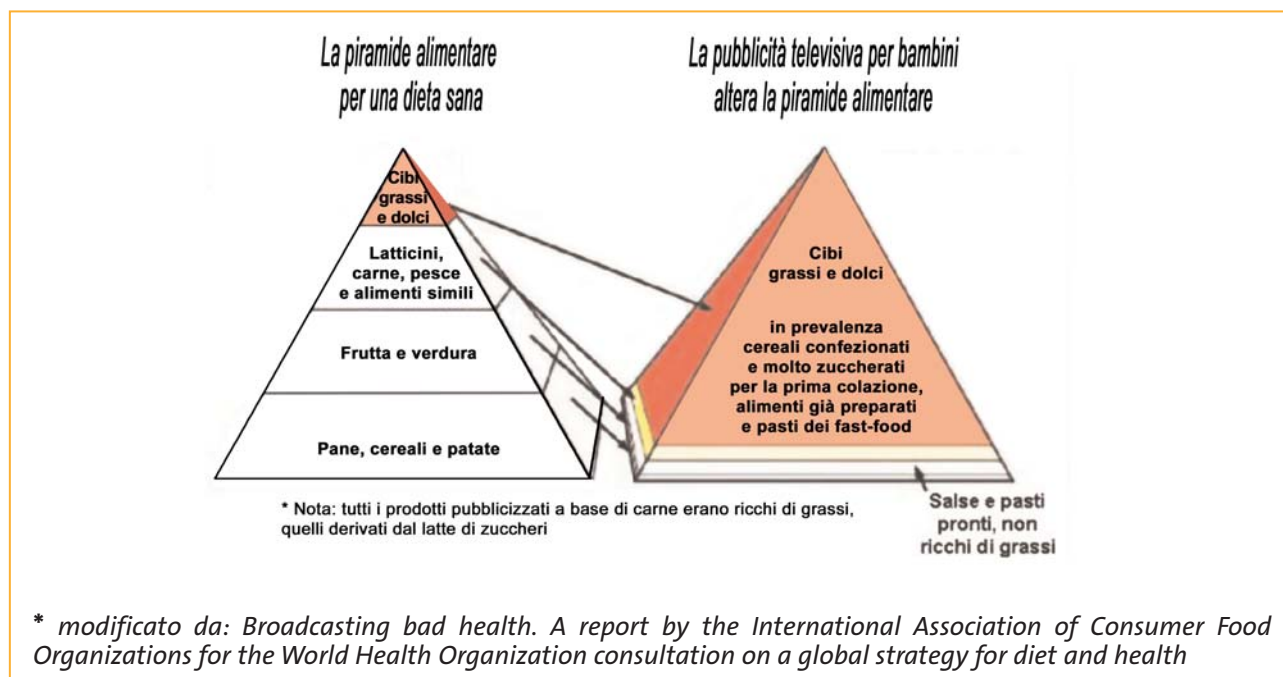 La piramide alimentare
per una dieta sana
La pubblicità televisiva per bambini
altera la piramide alimentare
Cibi
grassi
e dolci
Latticini,
carne, pesce
e alimenti simili
Frutta e verdura
Pane, cereali e patate
Cibi
grassi e dolci
in prevalenza
cereali confezionati
e molto zuccherati
per la prima colazione,
alimenti già preparati
e pasti dei fast-food
Salse e pasti
pronti, non
ricchi di grassi
* Nota: tutti i prodotti pubblicizzati a base di carne erano ricchi di grassi,
quelli derivati dal latte di zuccheri
* modificato da: Broadcasting bad health. A report by the International Association of Consumer Food
Organizations for the World Health Organization consultation on a global strategy for diet and health